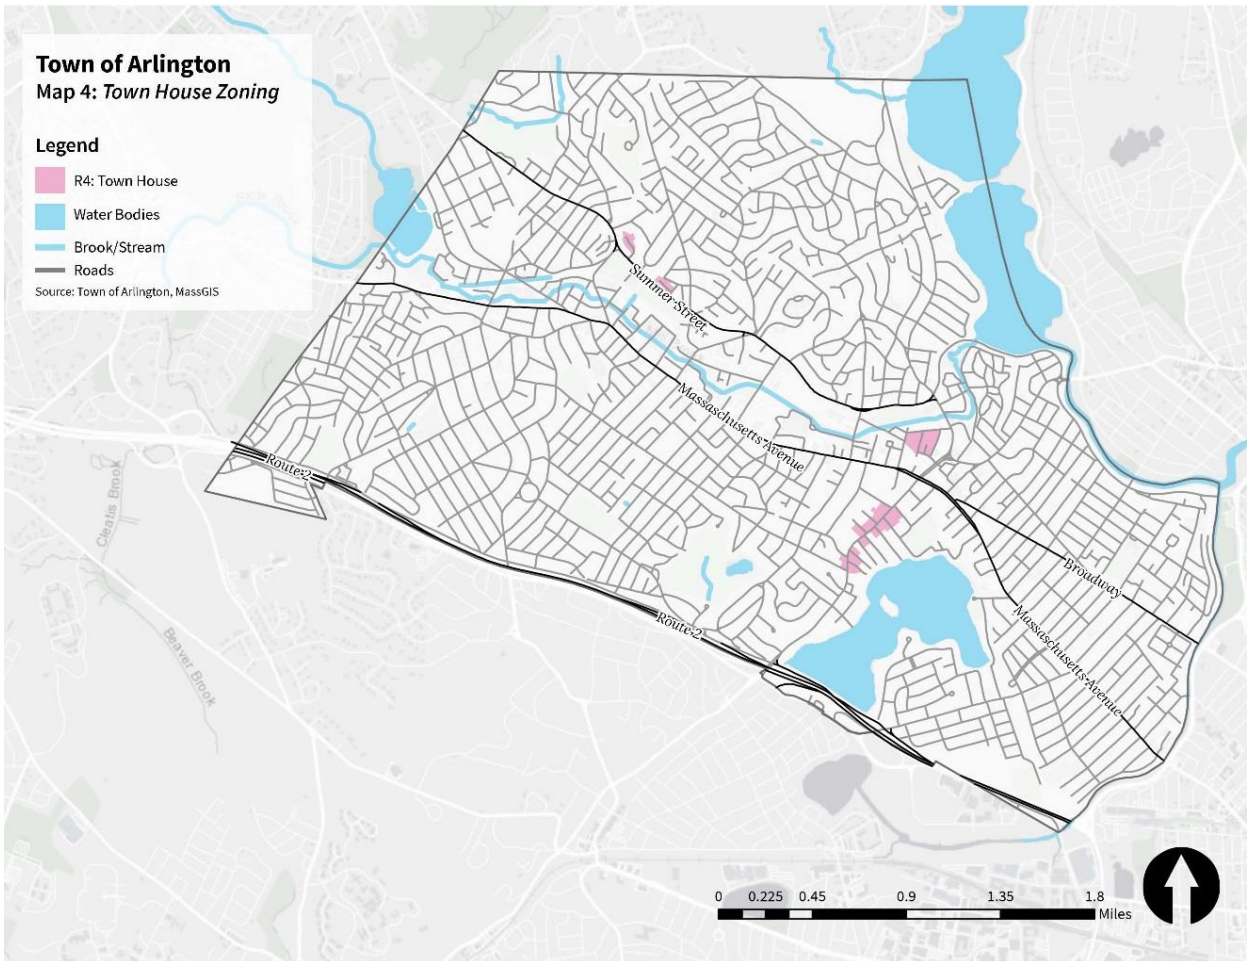 Town of Arlington
Map 4: Town House Zoning
Legend
R4: Town House
Water Bodies
Brook/Stream
Roads
Source: Town of Arlington, MassGIS
Summer Street
Massachusetts Avenue
Route 2
Cleatis Brook
Broadway
Route 2
Massachusetts Avenue
Beaver Brook
0 0.225 0.45 0.9 1.35 1.8
Miles